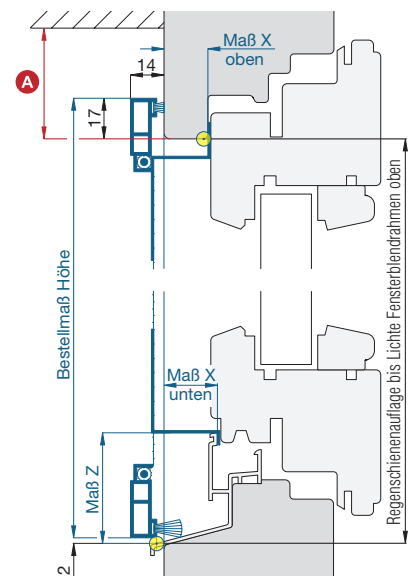 A
14
Maß X
oben
17
Bestellmaß Höhe
Regenschienenauflage bis Lichte Fensterblendrahmen oben
Maß X
unten
Maß Z
2